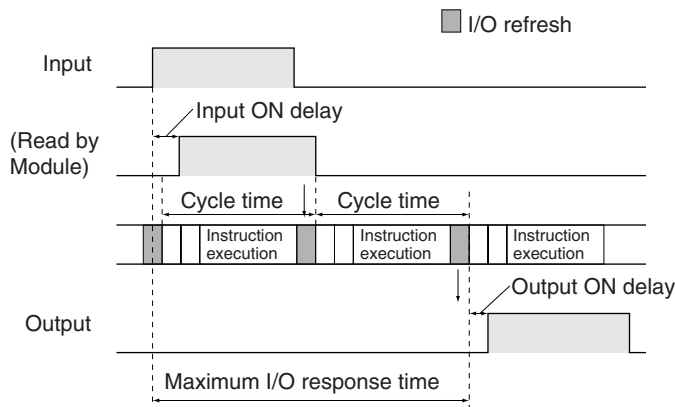 I/O refresh
Input
Input ON delay
(Read by
Module)
Cycle time
Cycle time
Instruction
execution
Instruction
execution
Instruction
execution
Output ON delay
Output
Maximum I/O response time